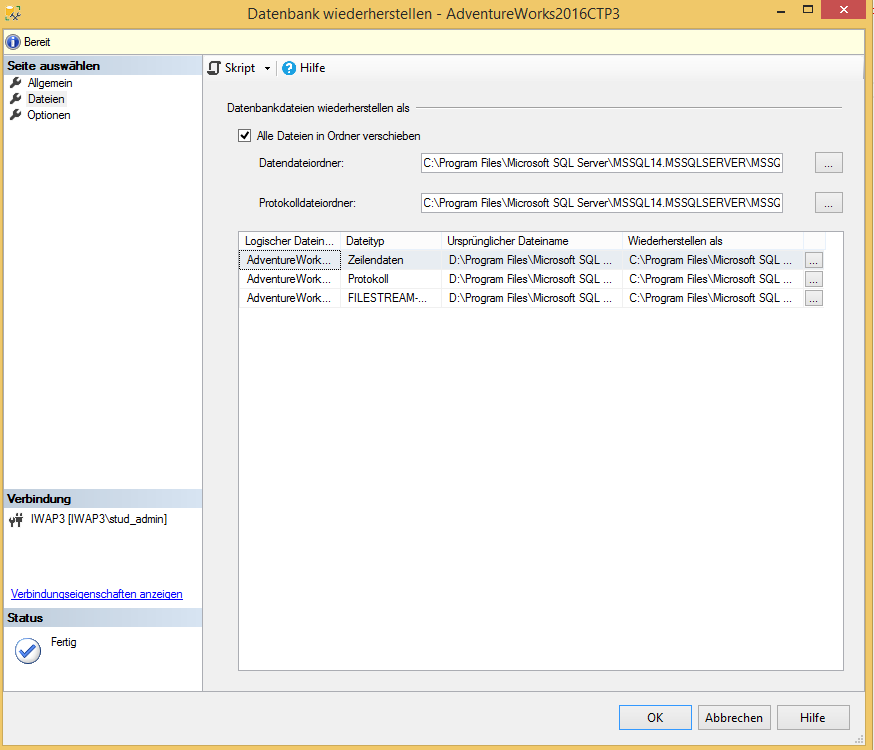 Datenbank wiederherstellen - AdventureWorks2016CTP3
Bereit
Seite auswählen
Allgemein
Dateien
Optionen
Skript
Hilfe
Datenbankdateien wiederherstellen als
Alle Dateien in Ordner verschieben
Datendateiordner: C:\Program Files\Microsoft SQL Server\MSSQL14.MSSQLSERVER\MSSQ ...
Protokolldateiordner: C:\Program Files\Microsoft SQL Server\MSSQL14.MSSQLSERVER\MSSQ ...
Logischer Datein... Dateityp Ursprünglicher Dateiname Wiederherstellen als
AdventureWork... Zeilendaten D:\Program Files\Microsoft SQL ... C:\Program Files\Microsoft SQL ... ...
AdventureWork... Protokoll D:\Program Files\Microsoft SQL ... C:\Program Files\Microsoft SQL ... ...
AdventureWork... FILESTREAM-... D:\Program Files\Microsoft SQL ... C:\Program Files\Microsoft SQL ... ...
Verbindung
IWAP3 [IWAP3\stud_admin]
Verbindungseigenschaften anzeigen
Status
Fertig
OK Abbrechen Hilfe